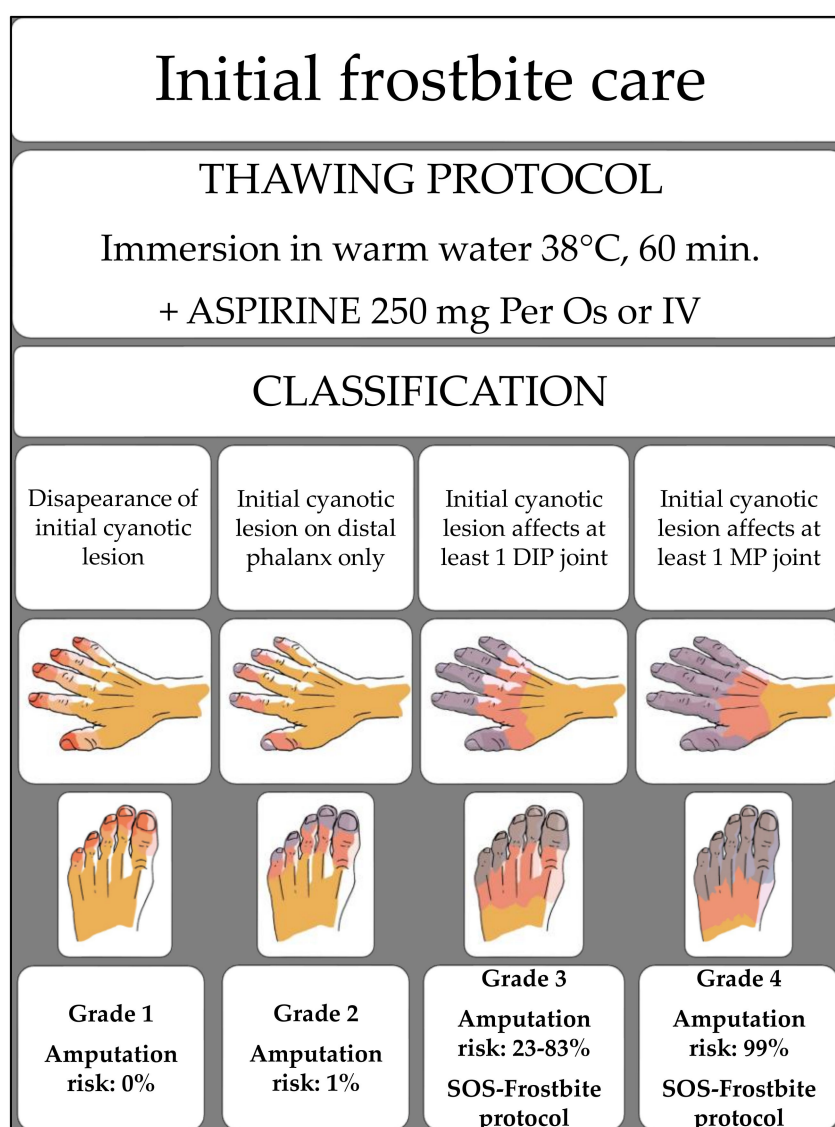 Initial frostbite care
THAWING PROTOCOL
Immersion in warm water 38°C, 60 min.
+ ASPIRINE 250 mg Per Os or IV
CLASSIFICATION
Disapearance of
initial cyanotic
lesion
Initial cyanotic
lesion on distal
phalanx only
Initial cyanotic
lesion affects at
least 1 DIP joint
Initial cyanotic
lesion affects at
least 1 MP joint
Grade 1
Amputation
risk: 0%
Grade 2
Amputation
risk: 1%
Grade 3
Amputation
risk: 23-83%
SOS-Frostbite
protocol
Grade 4
Amputation
risk: 99%
SOS-Frostbite
protocol